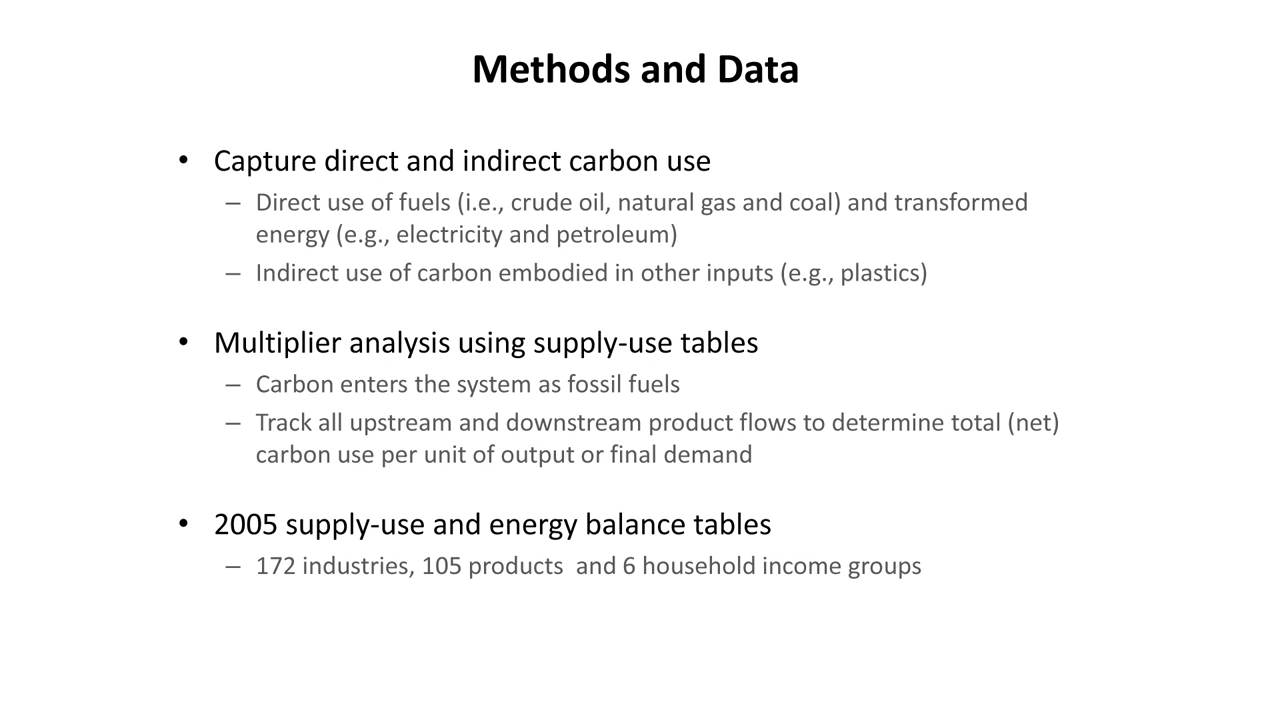 Methods and Data
• Capture direct and indirect carbon use
– Direct use of fuels (i.e., crude oil, natural gas and coal) and transformed
energy (e.g., electricity and petroleum)
– Indirect use of carbon embodied in other inputs (e.g., plastics)
• Multiplier analysis using supply-use tables
– Carbon enters the system as fossil fuels
– Track all upstream and downstream product flows to determine total (net)
carbon use per unit of output or final demand
• 2005 supply-use and energy balance tables
– 172 industries, 105 products  and 6 household income groups